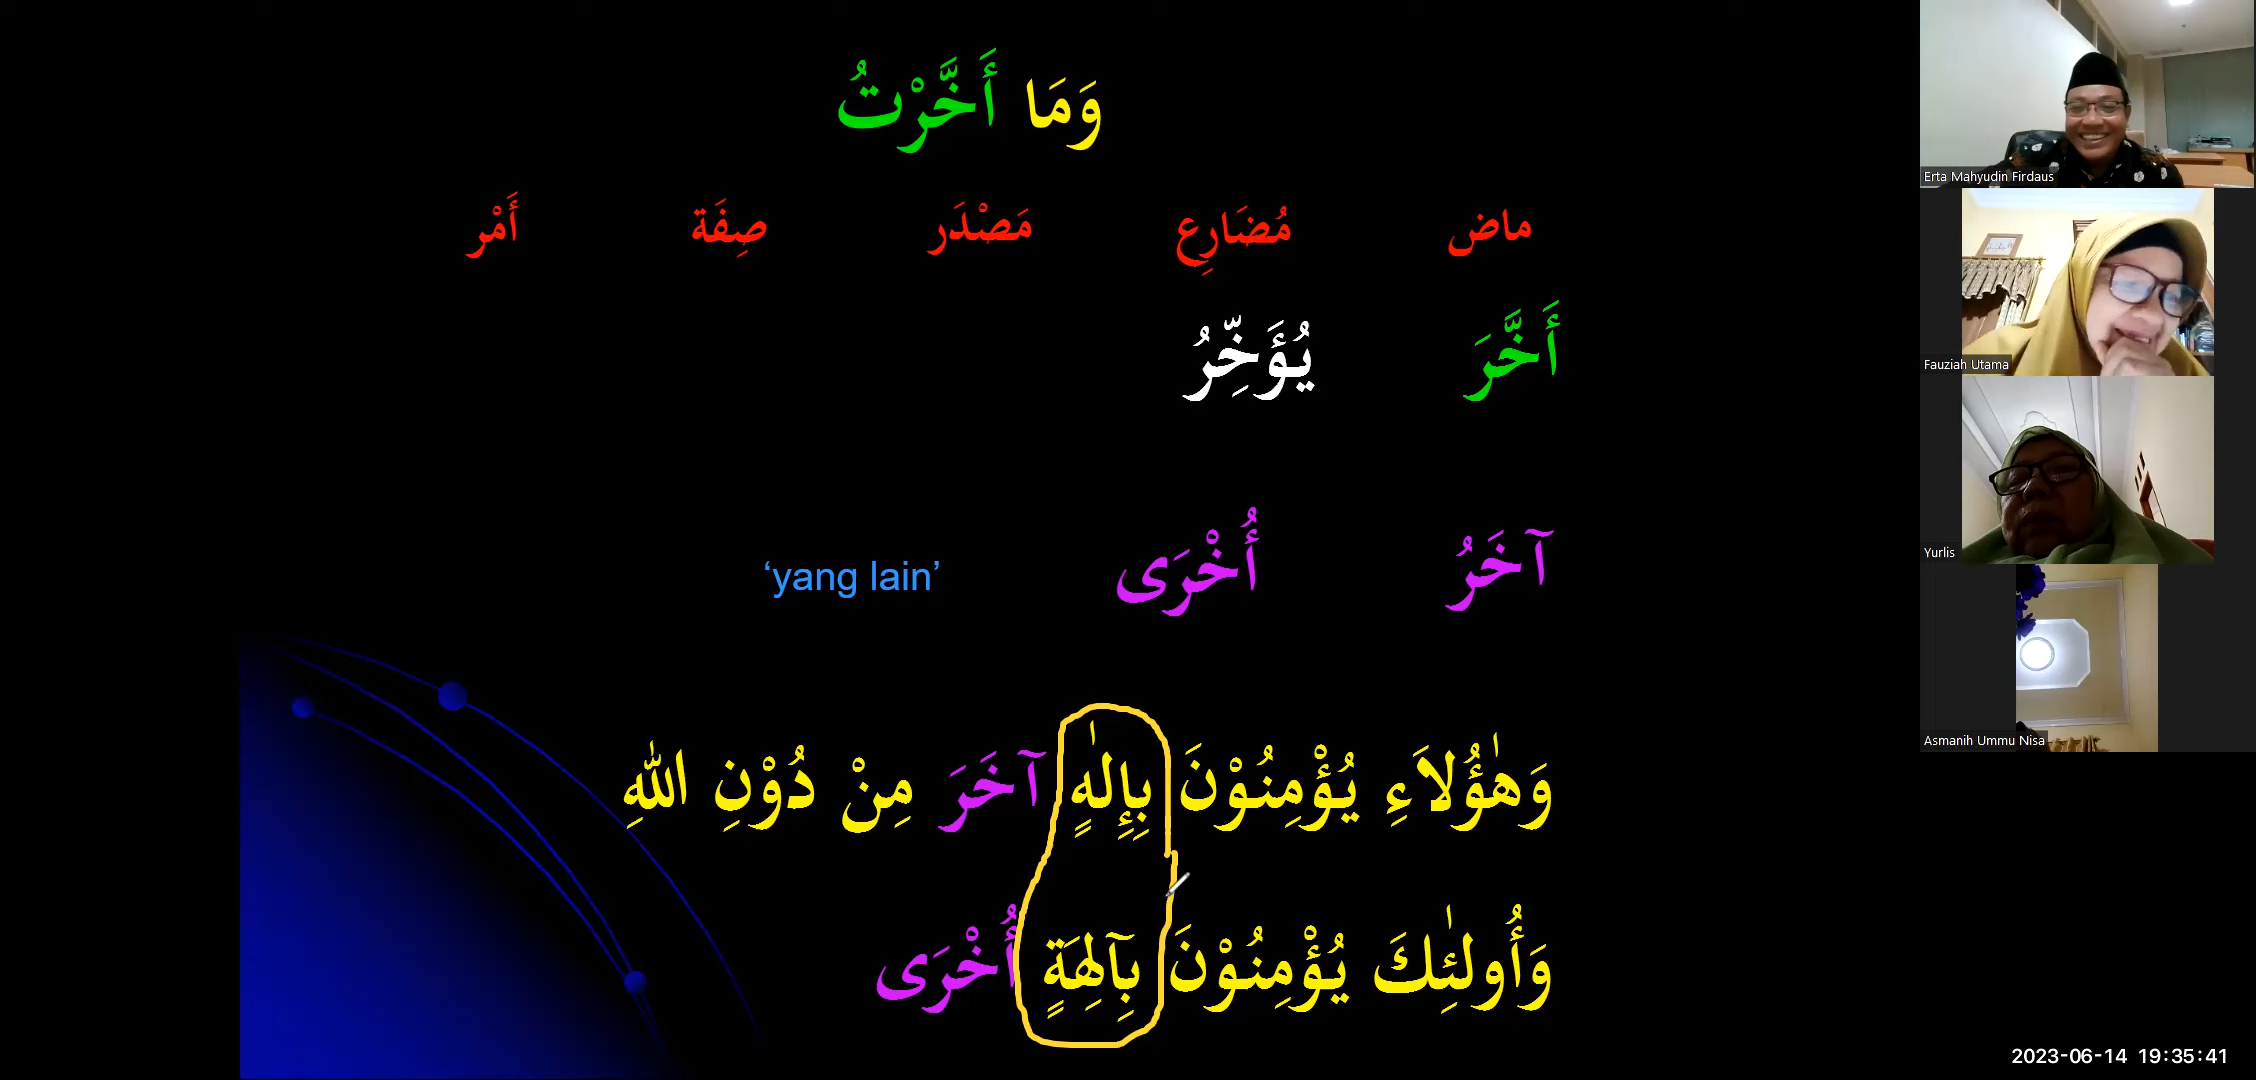 وَمَا أَخَّرْتُ
ماض مُضَارِع مَصْدَر صِفَة أَمْر
أَخَّرَ يُؤَخِّرُ
آخَرُ أُخْرَى ‘yang lain’
وَهٰؤُلاَءِ يُؤْمِنُوْنَ بِإِلٰهٍ آخَرَ مِنْ دُوْنِ اللهِ
وَأُولٰئِكَ يُؤْمِنُوْنَ بِآلِهَةٍ أُخْرَى
Erta Mahyudin Firdaus
Fauziah Utama
Yurlis
Asmanih Ummu Nisa
2023-06-14 19:35:41